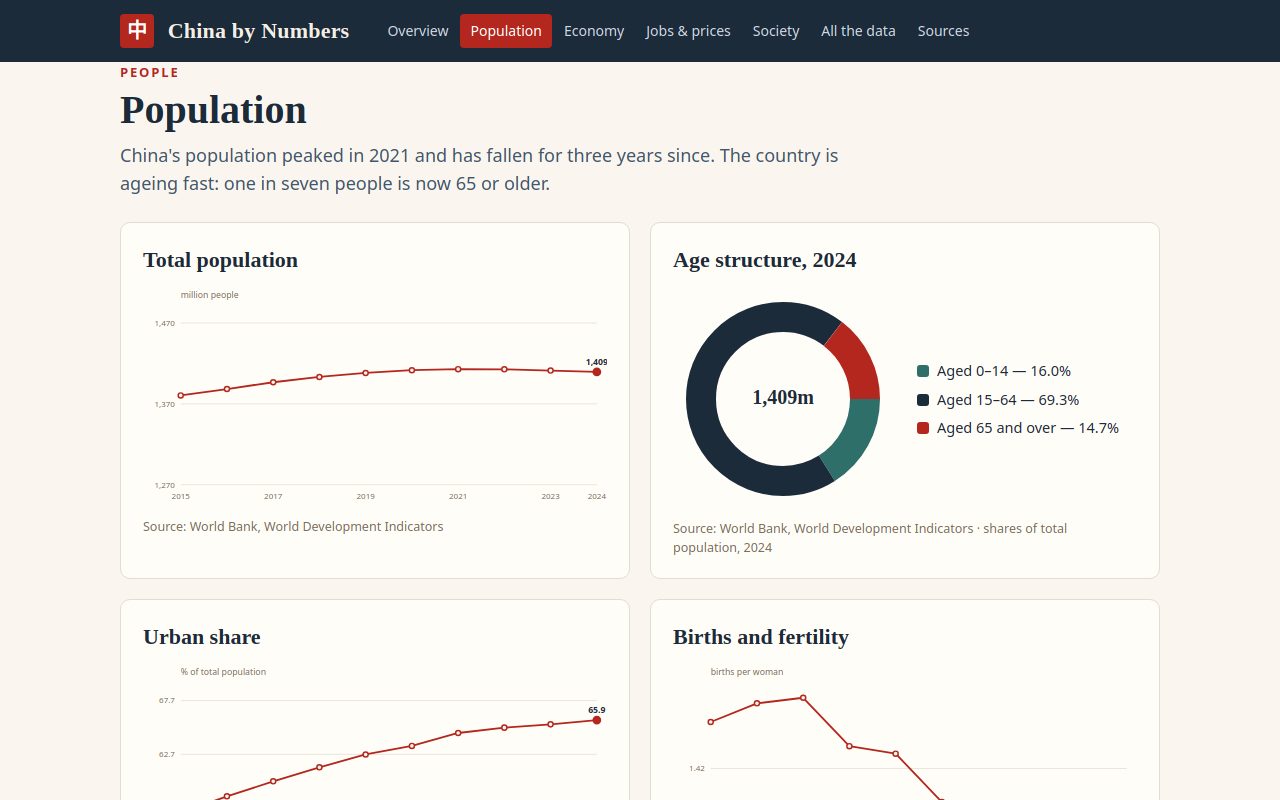 中 China by Numbers Overview Population Economy Jobs & prices Society All the data Sources
PEOPLE
Population
China's population peaked in 2021 and has fallen for three years since. The country is
ageing fast: one in seven people is now 65 or older.
Total population
million people
1,470
1,409
1,370
1,270
2015 2017 2019 2021 2023 2024
Source: World Bank, World Development Indicators
Age structure, 2024
1,409m
Aged 0–14 — 16.0%
Aged 15–64 — 69.3%
Aged 65 and over — 14.7%
Source: World Bank, World Development Indicators · shares of total
population, 2024
Urban share
% of total population
67.7
65.9
62.7
Births and fertility
births per woman
1.42